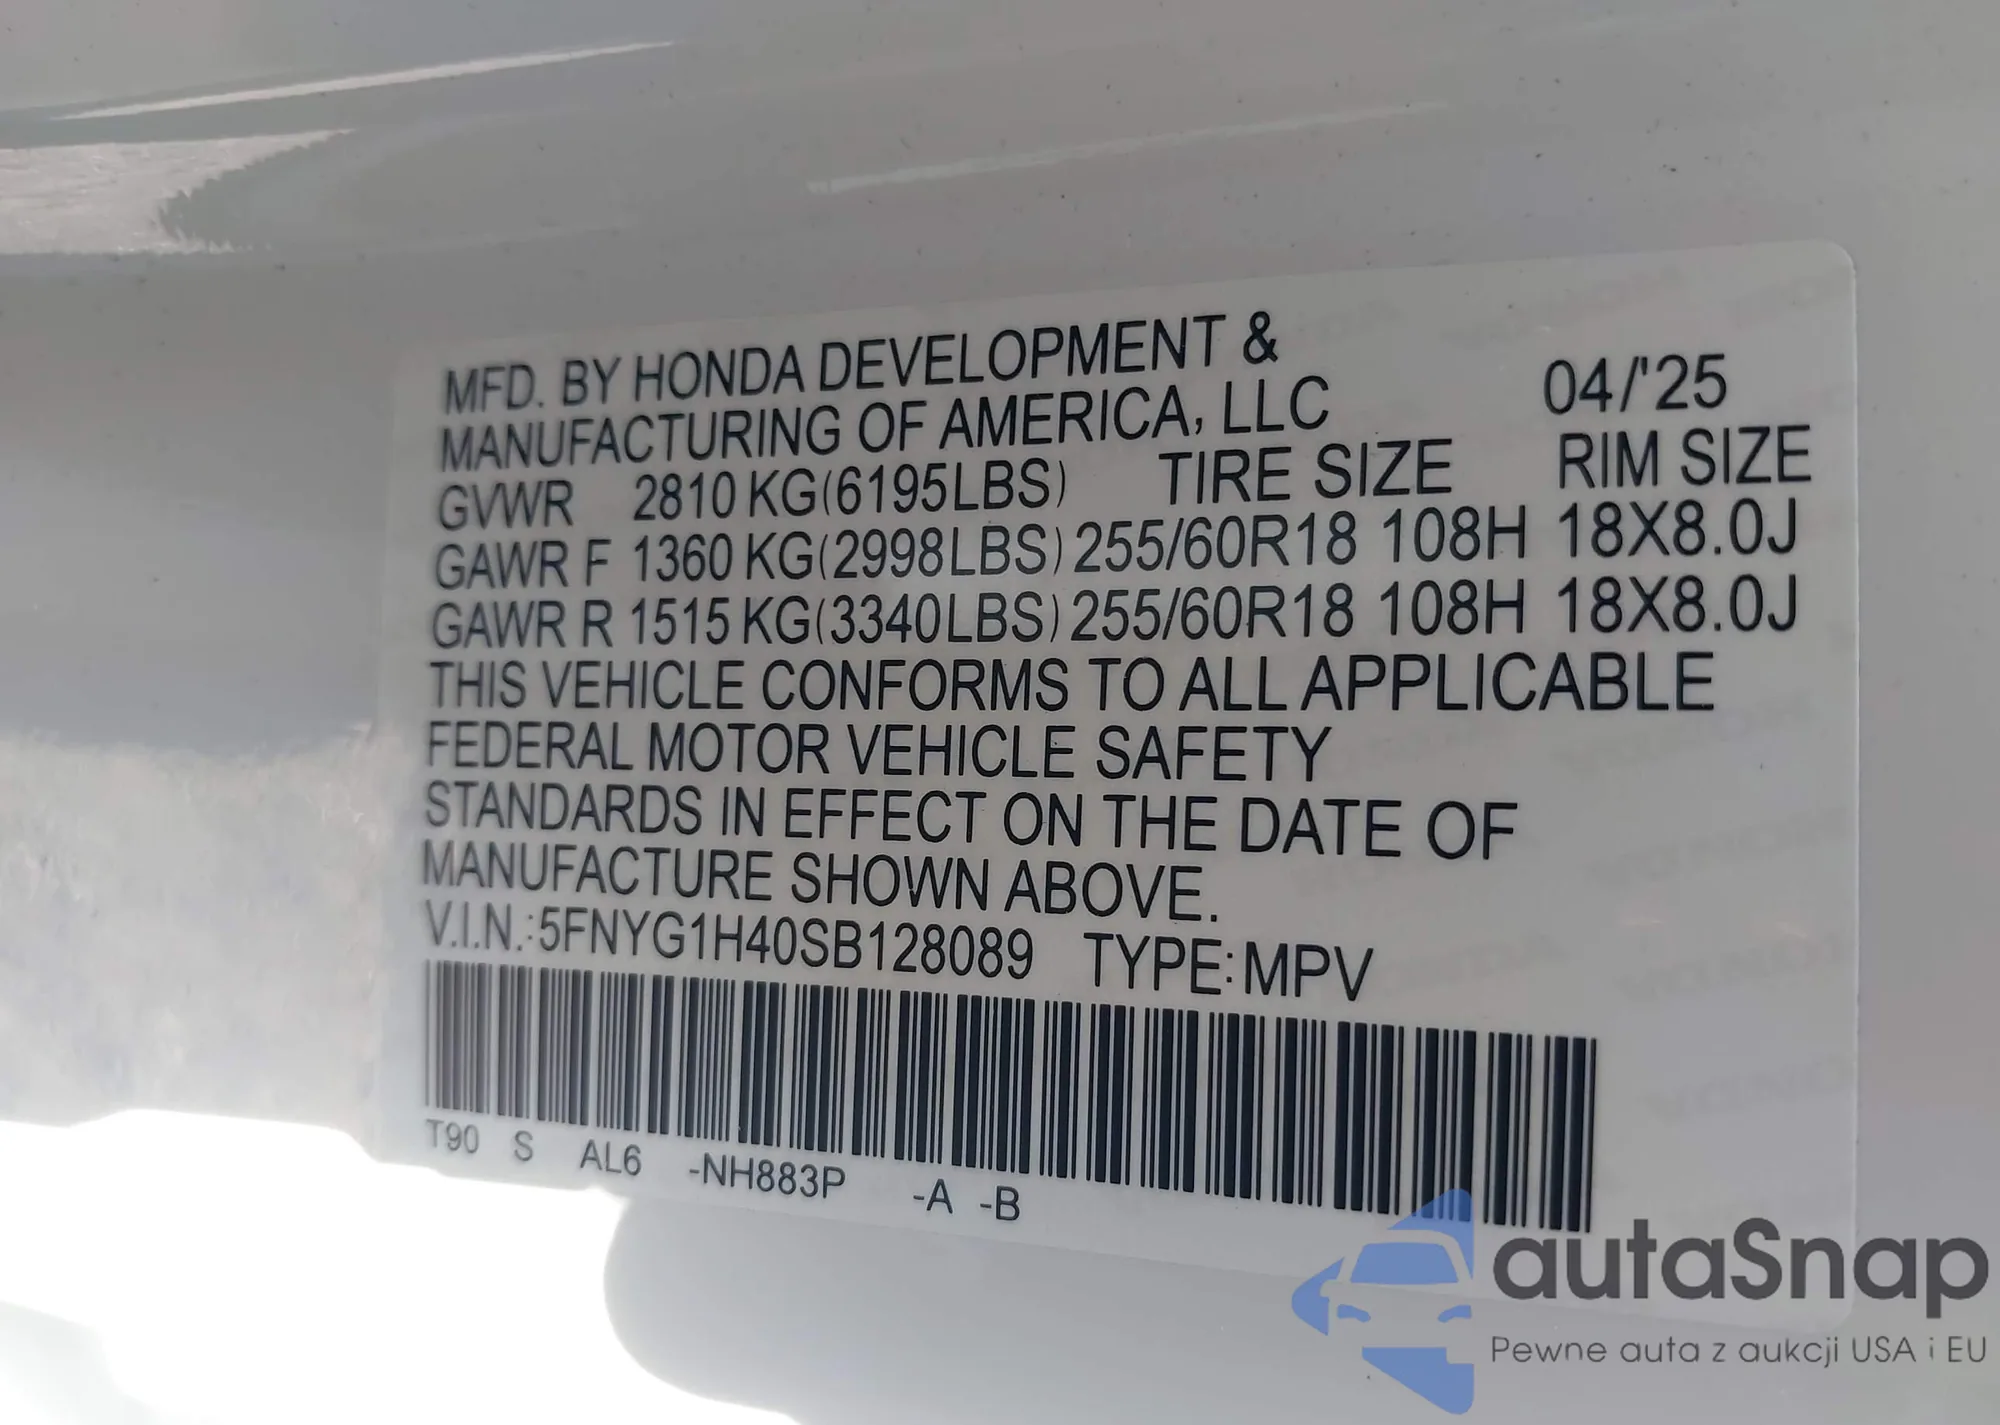 MFD. BY HONDA DEVELOPMENT &
MANUFACTURING OF AMERICA, LLC 04/'25
GVWR 2810 KG(6195LBS) TIRE SIZE RIM SIZE
GAWR F 1360 KG(2998LBS) 255/60R18 108H 18X8.0J
GAWR R 1515 KG(3340LBS) 255/60R18 108H 18X8.0J
THIS VEHICLE CONFORMS TO ALL APPLICABLE
FEDERAL MOTOR VEHICLE SAFETY
STANDARDS IN EFFECT ON THE DATE OF
MANUFACTURE SHOWN ABOVE.
V.I.N.:5FNYG1H40SB128089 TYPE:MPV
T90 S AL6 -NH883P -A -B
autaSnap
Pewne auta z aukcji USA i EU